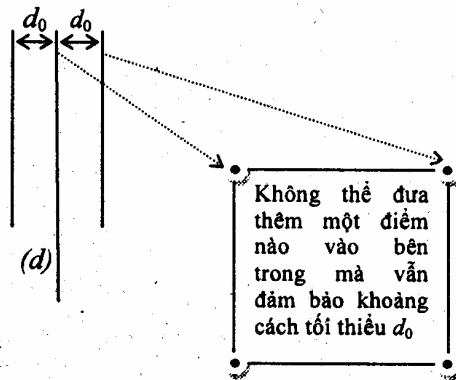 d₀ d₀
Không thể đưa
thêm một điểm
nào vào bên
trong mà vẫn
đảm bảo khoảng
cách tối thiểu d₀
(d)